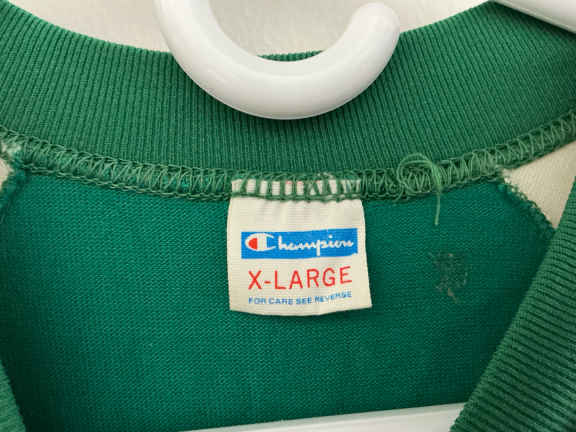 Champion
X-LARGE
FOR CARE SEE REVERSE